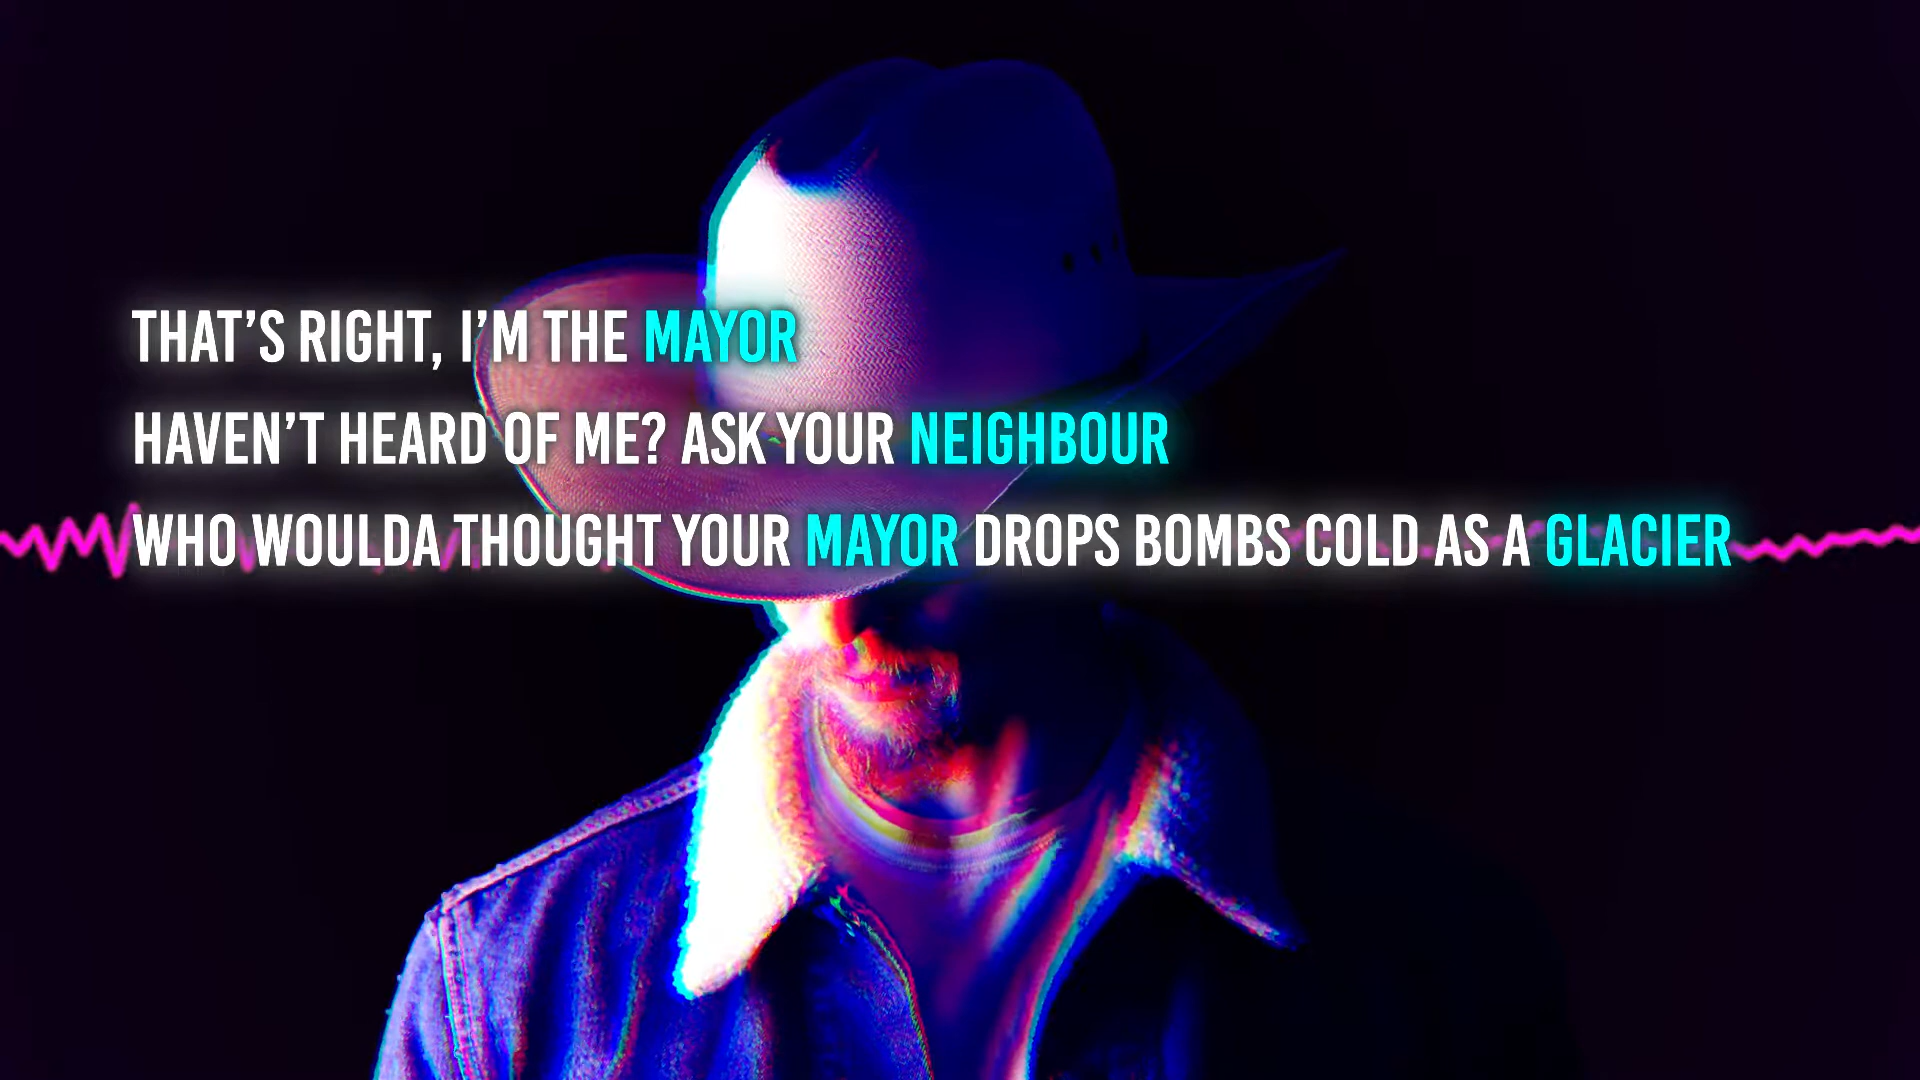 THAT’S RIGHT, I’M THE MAYOR
HAVEN’T HEARD OF ME? ASK YOUR NEIGHBOUR
WHO WOULDA THOUGHT YOUR MAYOR DROPS BOMBS COLD AS A GLACIER